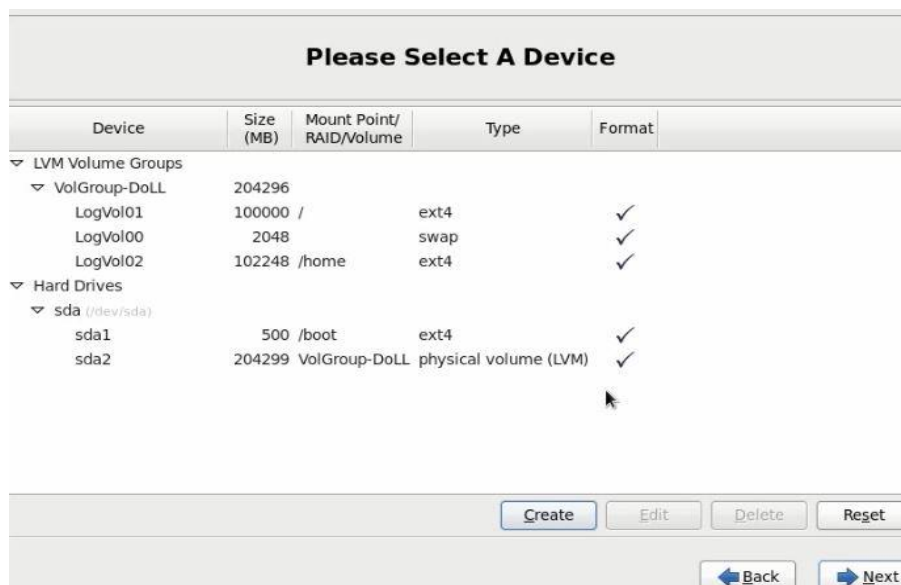 Please Select A Device
Device Size (MB) Mount Point/ RAID/Volume Type Format
LVM Volume Groups
VolGroup-DoLL 204296
LogVol01 100000 / ext4
LogVol00 2048 swap
LogVol02 102248 /home ext4
Hard Drives
sda (/dev/sda)
sda1 500 /boot ext4
sda2 204299 VolGroup-DoLL physical volume (LVM)
Create Edit Delete Reset
Back Next